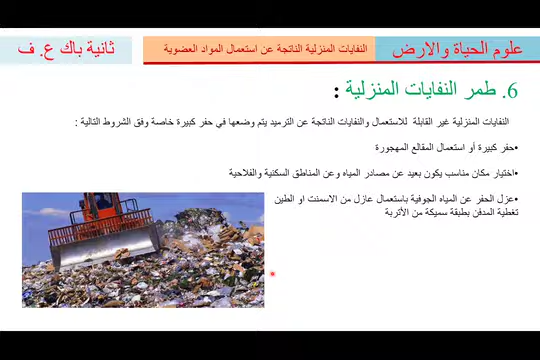 علوم الحياة والارض
النفايات المنزلية الناتجة عن استعمال المواد العضوية
ثانية باك ع. ف
6. طمر النفايات المنزلية :
النفايات المنزلية غير القابلة للاستعمال والنفايات الناتجة عن الترميد يتم وضعها في حفر كبيرة خاصة وفق الشروط التالية :
•حفر كبيرة أو استعمال المقالع المهجورة
•اختيار مكان مناسب يكون بعيد عن مصادر المياه وعن المناطق السكنية والفلاحية
•عزل الحفر عن المياه الجوفية باستعمال عازل من الاسمنت او الطين
تغطية المدفن بطبقة سميكة من الأتربة